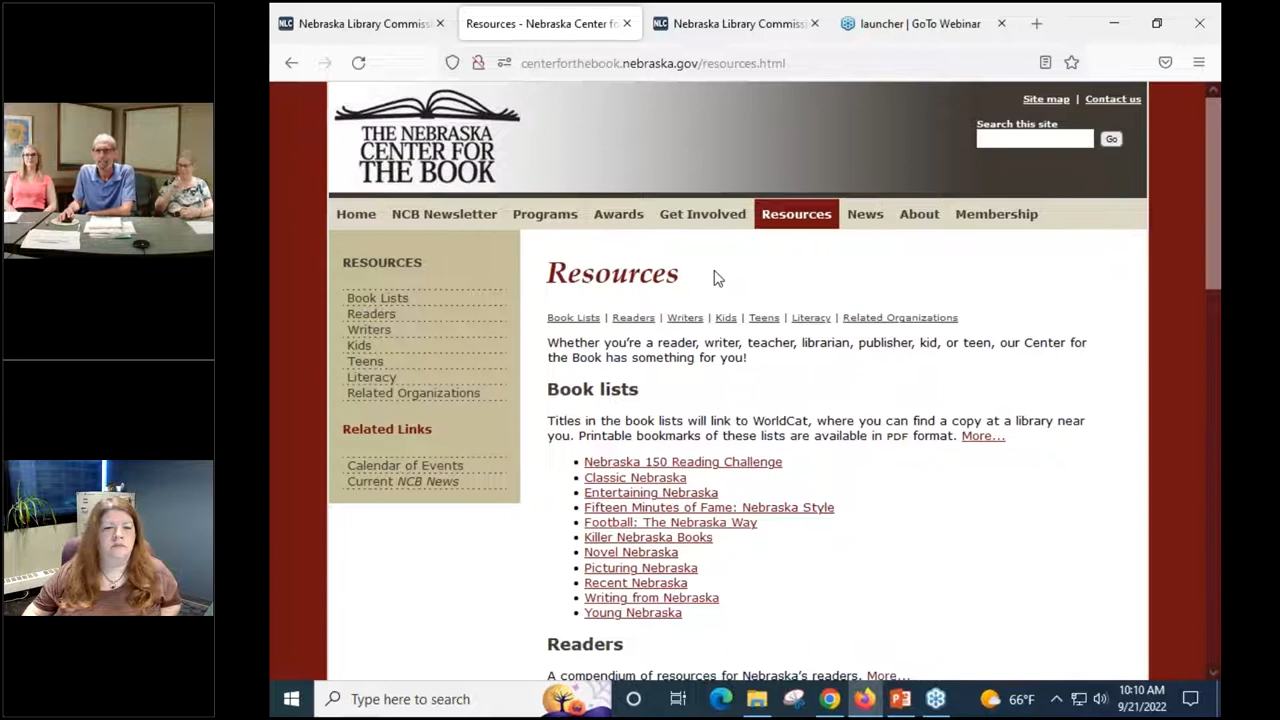 Nebraska Library Commiss
Resources - Nebraska Center fo
Nebraska Library Commiss
launcher | GoTo Webinar
centerforthebook.nebraska.gov/resources.html
Site map | Contact us
Search this site
Go
THE NEBRASKA
CENTER FOR
THE BOOK
Home NCB Newsletter Programs Awards Get Involved Resources News About Membership
RESOURCES
Book Lists
Readers
Writers
Kids
Teens
Literacy
Related Organizations
Related Links
Calendar of Events
Current NCB News
Resources
Book Lists | Readers | Writers | Kids | Teens | Literacy | Related Organizations
Whether you're a reader, writer, teacher, librarian, publisher, kid, or teen, our Center for
the Book has something for you!
Book lists
Titles in the book lists will link to WorldCat, where you can find a copy at a library near
you. Printable bookmarks of these lists are available in PDF format. More...
Nebraska 150 Reading Challenge
Classic Nebraska
Entertaining Nebraska
Fifteen Minutes of Fame: Nebraska Style
Football: The Nebraska Way
Killer Nebraska Books
Novel Nebraska
Picturing Nebraska
Recent Nebraska
Writing from Nebraska
Young Nebraska
Readers
A compendium of resources for Nebraska's readers. More...
Type here to search
66°F
10:10 AM
9/21/2022